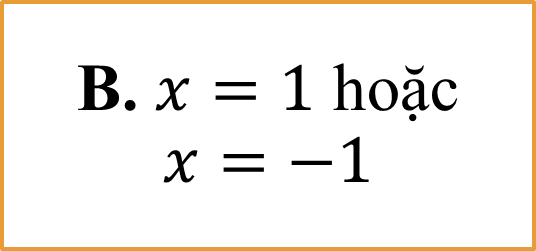 B. x = 1 hoặc
x = −1